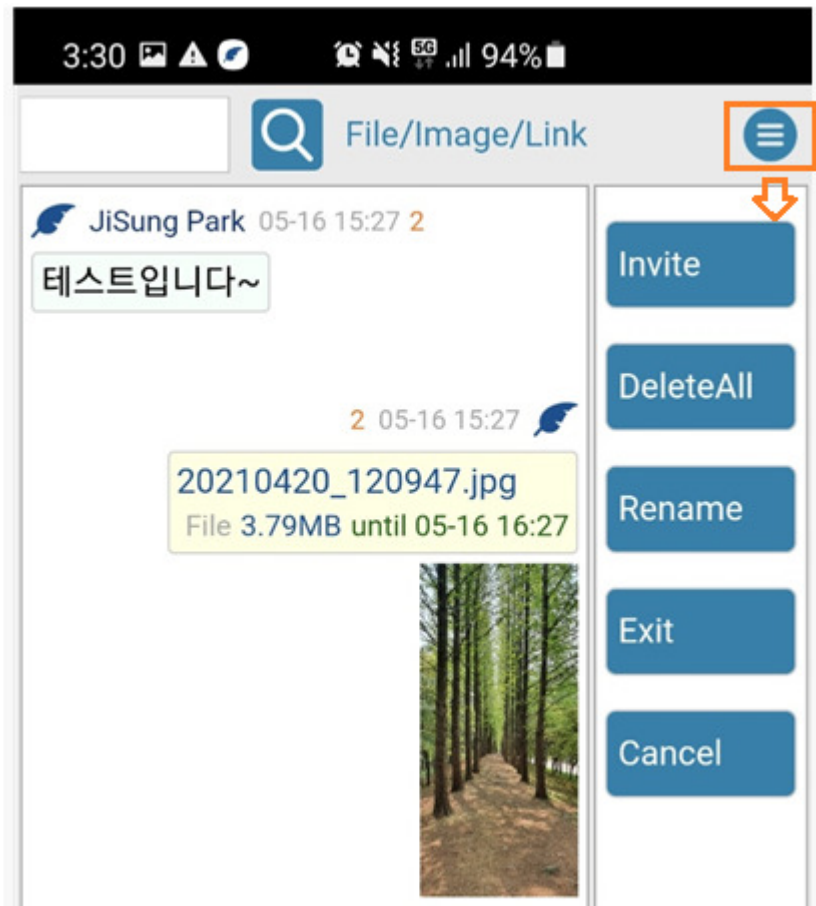 3:30 5G 94%
File/Image/Link
JiSung Park 05-16 15:27 2
테스트입니다~
2 05-16 15:27
20210420_120947.jpg
File 3.79MB until 05-16 16:27
Invite
DeleteAll
Rename
Exit
Cancel